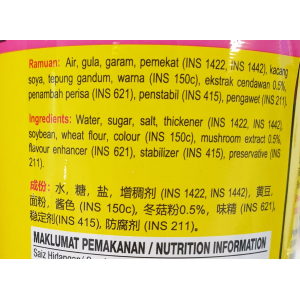 Ramuan: Air, gula, garam, pemekat (INS 1422, INS 1442), kacang
soya, tepung gandum, warna (INS 150c), ekstrak cendawan 0.5%,
penambah perisa (INS 621), penstabil (INS 415), pengawet (INS 211).
Ingredients: Water, sugar, salt, thickener (INS 1422, INS 1442),
soybean, wheat flour, colour (INS 150c), mushroom extract 0.5%,
flavour enhancer (INS 621), stabilizer (INS 415), preservative (INS
211).
成份: 水, 糖, 盐, 增稠剂 (INS 1422, INS 1442), 黄豆,
面粉, 酱色 (INS 150c), 冬菇粉0.5%, 味精 (INS 621),
稳定剂(INS 415), 防腐剂 (INS 211).
MAKLUMAT PEMAKANAN / NUTRITION INFORMATION
Saiz Hidangan